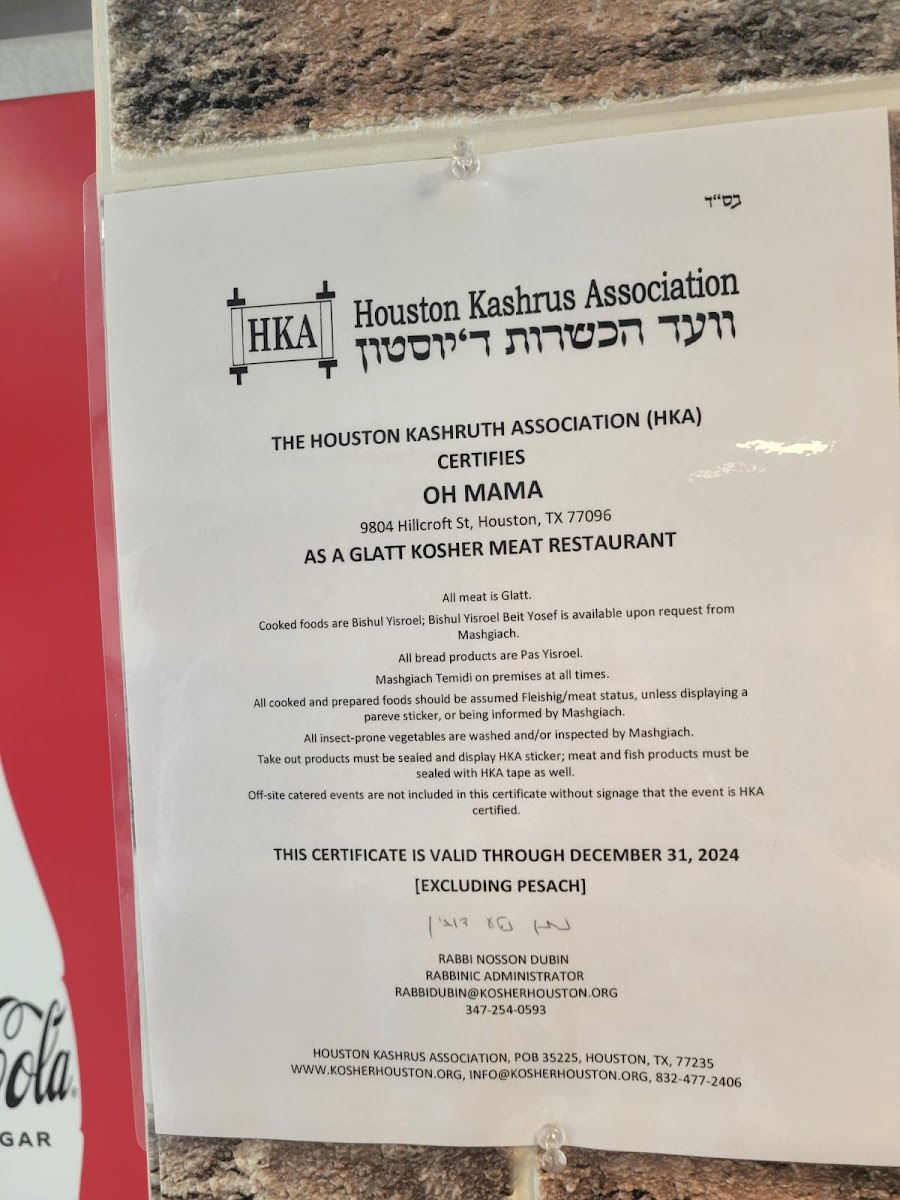 בס"ד
HKA
Houston Kashrus Association
וועד הכשרות ד'יוסטון
THE HOUSTON KASHRUTH ASSOCIATION (HKA)
CERTIFIES
OH MAMA
9804 Hillcroft St, Houston, TX 77096
AS A GLATT KOSHER MEAT RESTAURANT
All meat is Glatt.
Cooked foods are Bishul Yisroel; Bishul Yisroel Beit Yosef is available upon request from
Mashgiach.
All bread products are Pas Yisroel.
Mashgiach Temidi on premises at all times.
All cooked and prepared foods should be assumed Fleishig/meat status, unless displaying a
pareve sticker, or being informed by Mashgiach.
All insect-prone vegetables are washed and/or inspected by Mashgiach.
Take out products must be sealed and display HKA sticker; meat and fish products must be
sealed with HKA tape as well.
Off-site catered events are not included in this certificate without signage that the event is HKA
certified.
THIS CERTIFICATE IS VALID THROUGH DECEMBER 31, 2024
[EXCLUDING PESACH]
RABBI NOSSON DUBIN
RABBINIC ADMINISTRATOR
RABBIDUBIN@KOSHERHOUSTON.ORG
347-254-0593
HOUSTON KASHRUS ASSOCIATION, POB 35225, HOUSTON, TX, 77235
WWW.KOSHERHOUSTON.ORG, INFO@KOSHERHOUSTON.ORG, 832-477-2406
Cola
GAR